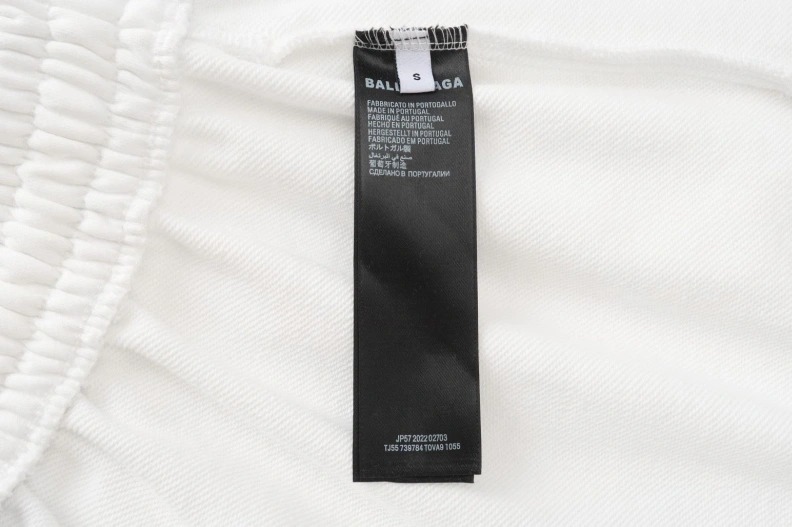 S
BAL AGA
FABBRICATO IN PORTOGALLO
MADE IN PORTUGAL
FABRIQUÉ AU PORTUGAL
HECHO EN PORTUGAL
HERGESTELLT IN PORTUGAL
FABRICADO EM PORTUGAL
ポルトガル製
صنع في البرتغال
葡萄牙制造
СДЕЛАНО В ПОРТУГАЛИИ
JP57 2022 02703
TJ55 739784 TOVA9 1055